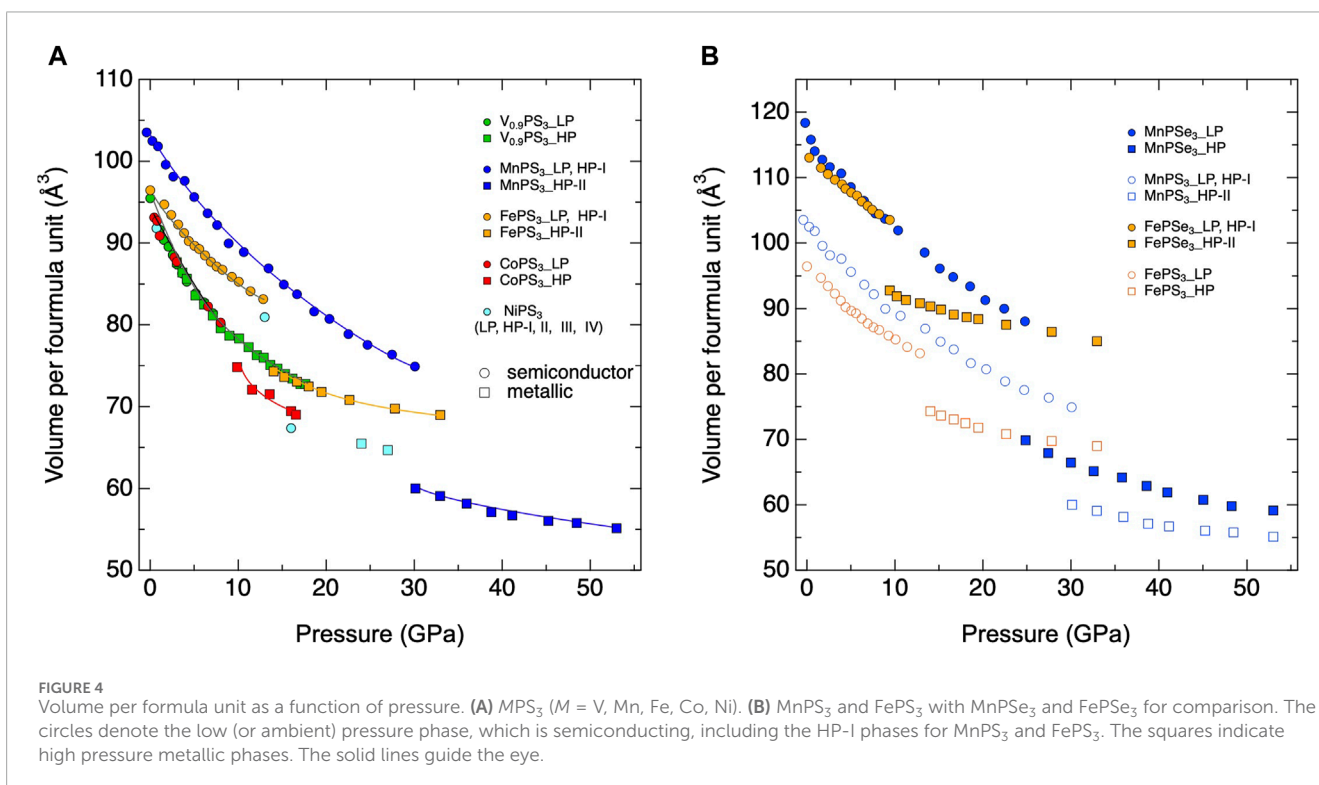 A
110
100
90
80
70
60
50
0
10
20
30
40
50
Volume per formula unit (Å³)
Pressure (GPa)
V₀.₉PS₃_LP
V₀.₉PS₃_HP
MnPS₃_LP, HP-I
MnPS₃_HP-II
FePS₃_LP, HP-I
FePS₃_HP-II
CoPS₃_LP
CoPS₃_HP
NiPS₃
(LP, HP-I, II, III, IV)
semiconductor
metallic
B
120
110
100
90
80
70
60
50
0
10
20
30
40
50
Volume per foumula unit (Å³)
Pressure (GPa)
MnPSe₃_LP
MnPSe₃_HP
MnPS₃_LP, HP-I
MnPS₃_HP-II
FePSe₃_LP, HP-I
FePSe₃_HP-II
FePS₃_LP
FePS₃_HP
FIGURE 4
Volume per formula unit as a function of pressure. (A) MPS₃ (M = V, Mn, Fe, Co, Ni). (B) MnPS₃ and FePS₃ with MnPSe₃ and FePSe₃ for comparison. The
circles denote the low (or ambient) pressure phase, which is semiconducting, including the HP-I phases for MnPS₃ and FePS₃. The squares indicate
high pressure metallic phases. The solid lines guide the eye.